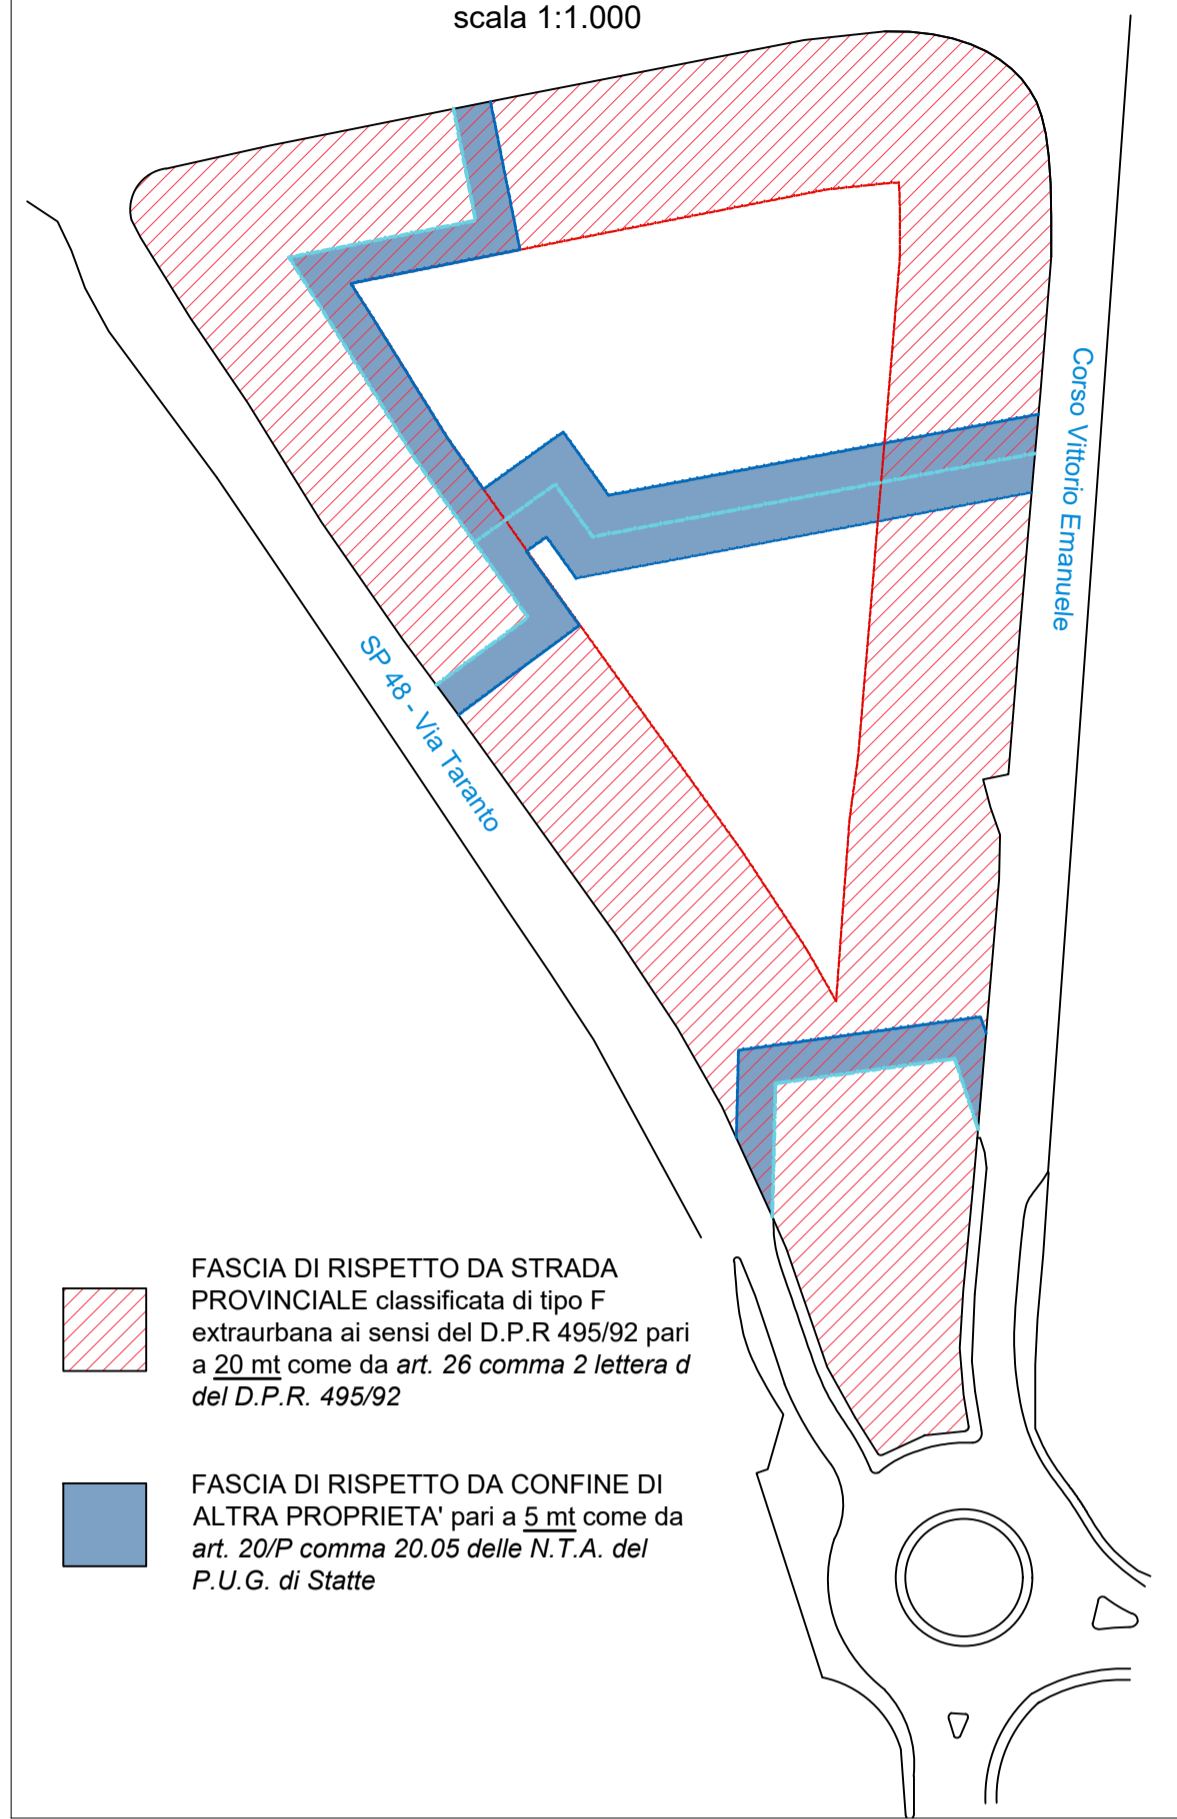 scala 1:1.000
Corso Vittorio Emanuele
SP 48 - Via Taranto
FASCIA DI RISPETTO DA STRADA
PROVINCIALE classificata di tipo F
extraurbana ai sensi del D.P.R 495/92 pari
a 20 mt come da art. 26 comma 2 lettera d
del D.P.R. 495/92
FASCIA DI RISPETTO DA CONFINE DI
ALTRA PROPRIETA' pari a 5 mt come da
art. 20/P comma 20.05 delle N.T.A. del
P.U.G. di Statte